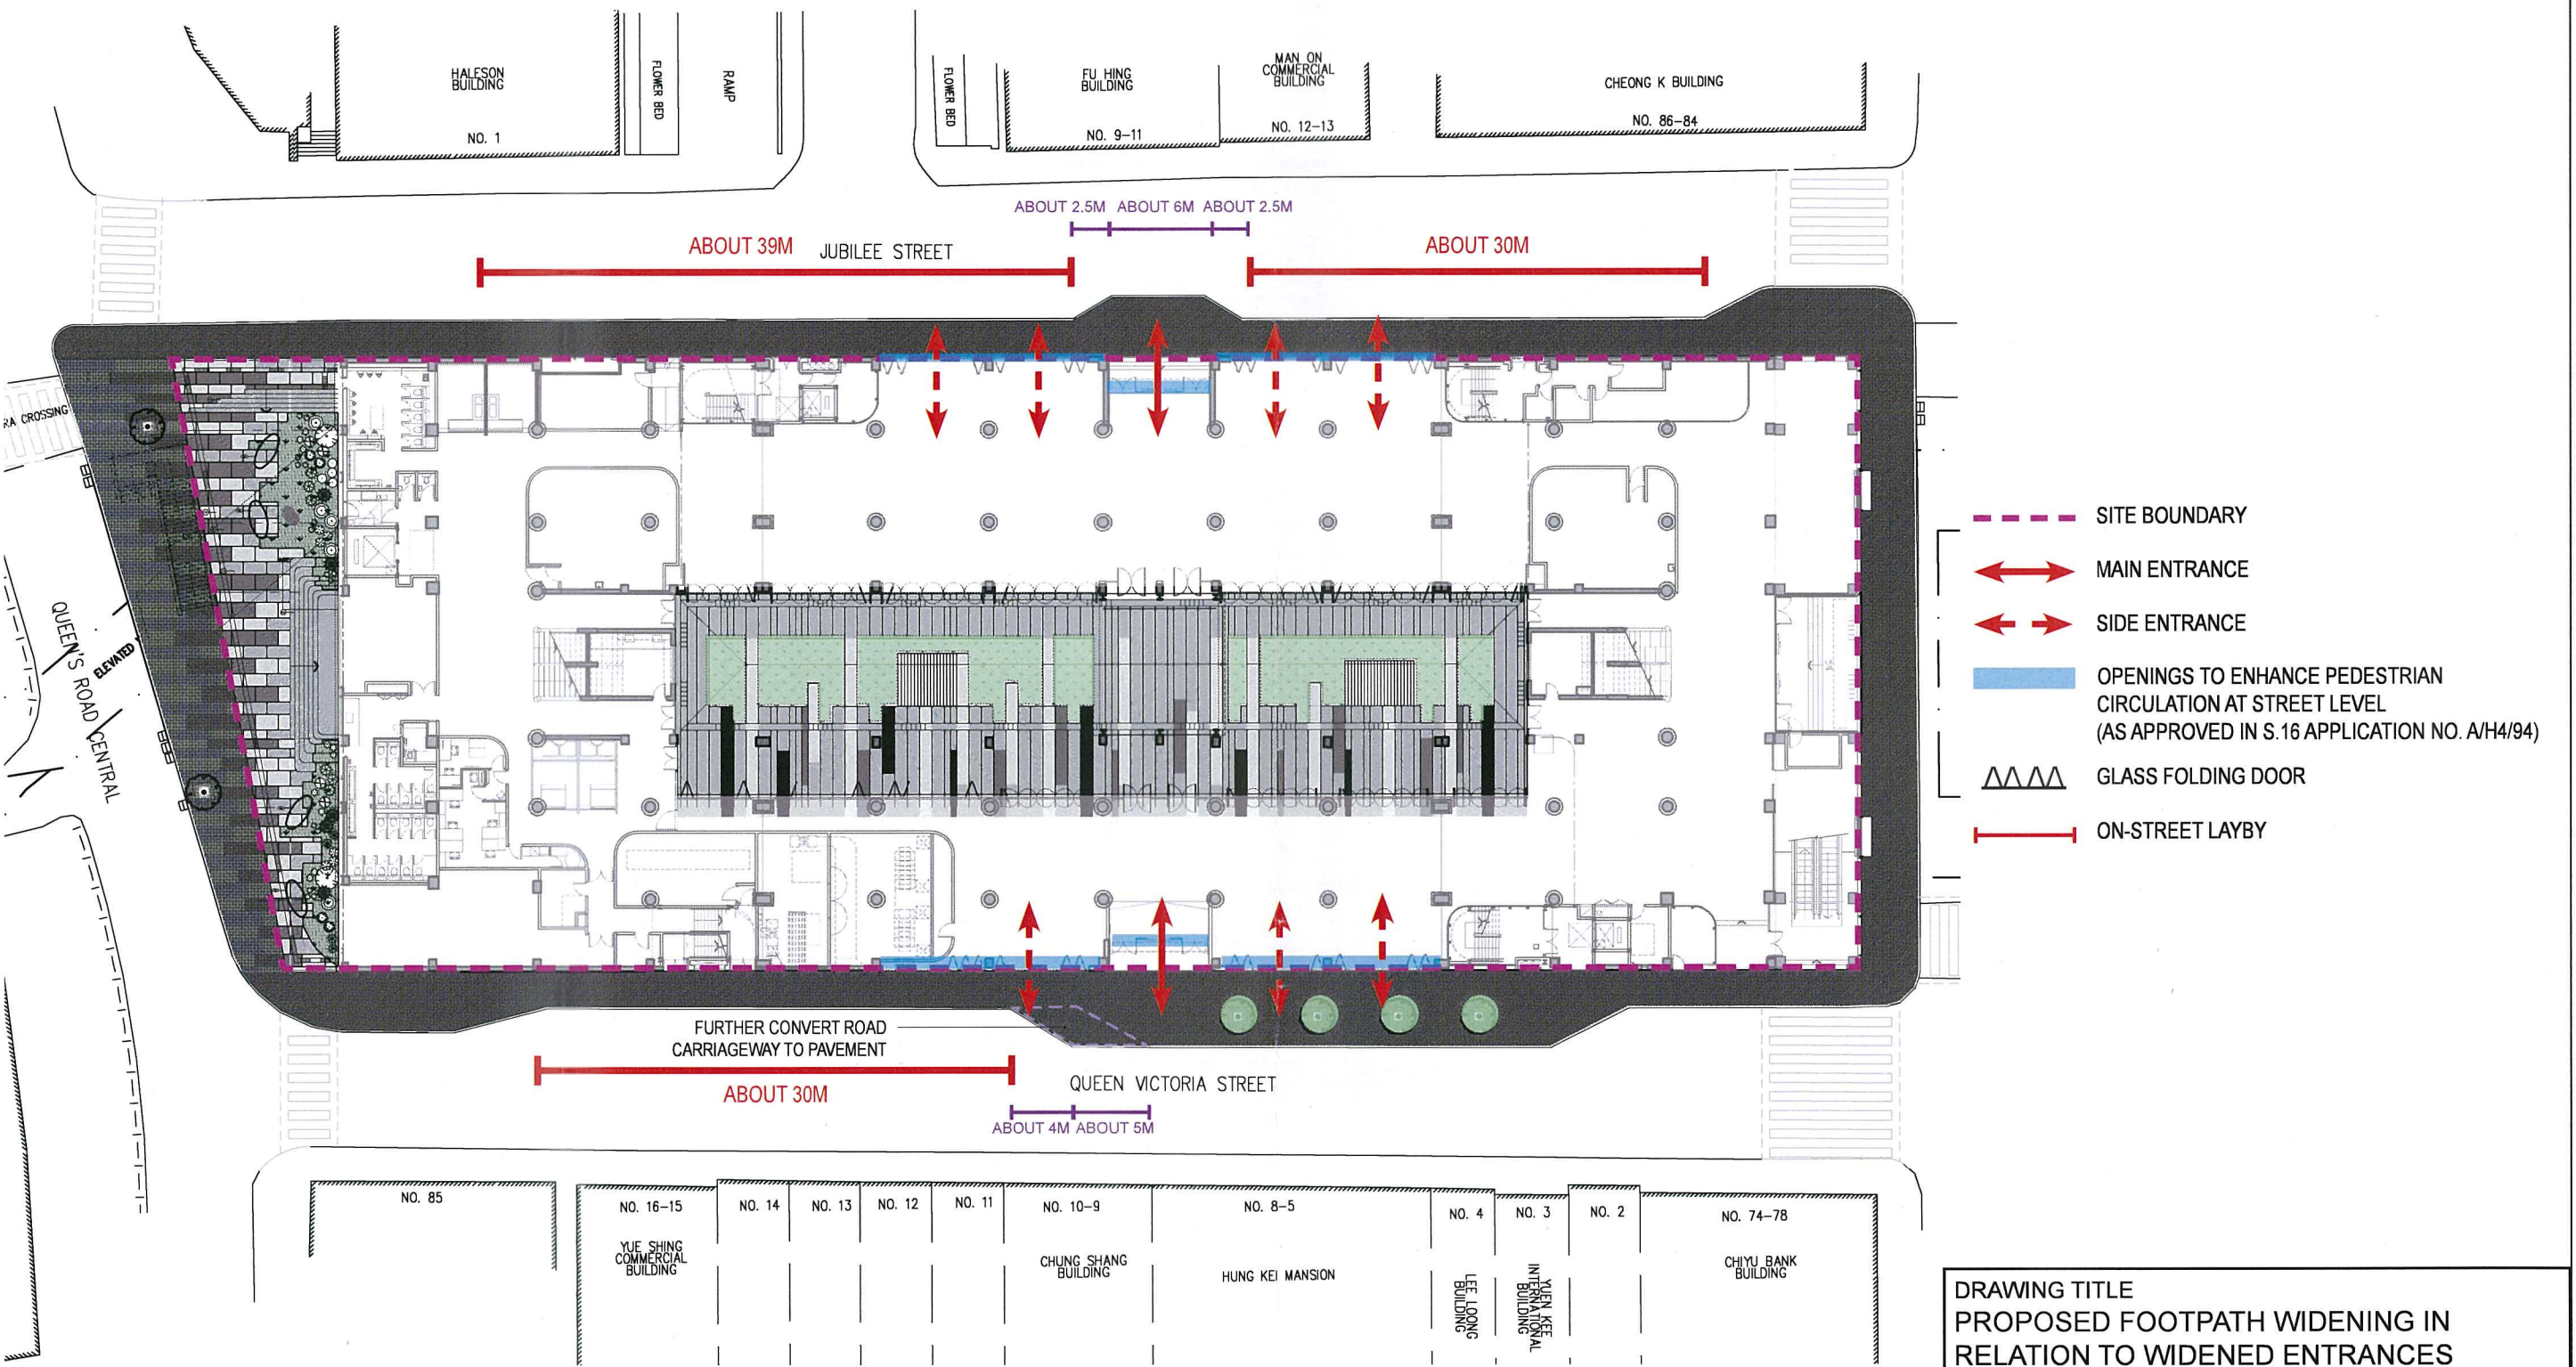 HALESON
BUILDING
NO. 1
FLOWER BED
RAMP
FLOWER BED
FU HING
BUILDING
NO. 9-11
MAN ON
COMMERCIAL
BUILDING
NO. 12-13
CHEONG K BUILDING
NO. 86-84
ABOUT 2.5M ABOUT 6M ABOUT 2.5M
ABOUT 39M
JUBILEE STREET
ABOUT 30M
RA CROSSING
QUEEN'S ROAD CENTRAL
ELEVATED
SITE BOUNDARY
MAIN ENTRANCE
SIDE ENTRANCE
OPENINGS TO ENHANCE PEDESTRIAN
CIRCULATION AT STREET LEVEL
(AS APPROVED IN S.16 APPLICATION NO. A/H4/94)
GLASS FOLDING DOOR
ON-STREET LAYBY
FURTHER CONVERT ROAD
CARRIAGEWAY TO PAVEMENT
ABOUT 30M
QUEEN VICTORIA STREET
ABOUT 4M ABOUT 5M
NO. 85
NO. 16-15
YUE SHING
COMMERCIAL
BUILDING
NO. 14
NO. 13
NO. 12
NO. 11
NO. 10-9
CHUNG SHANG
BUILDING
NO. 8-5
HUNG KEI MANSION
NO. 4
LEE LOONG
BUILDING
NO. 3
YUEN KEE
INTERNATIONAL
BUILDING
NO. 2
NO. 74-78
CHIYU BANK
BUILDING
DRAWING TITLE
PROPOSED FOOTPATH WIDENING IN
RELATION TO WIDENED ENTRANCES